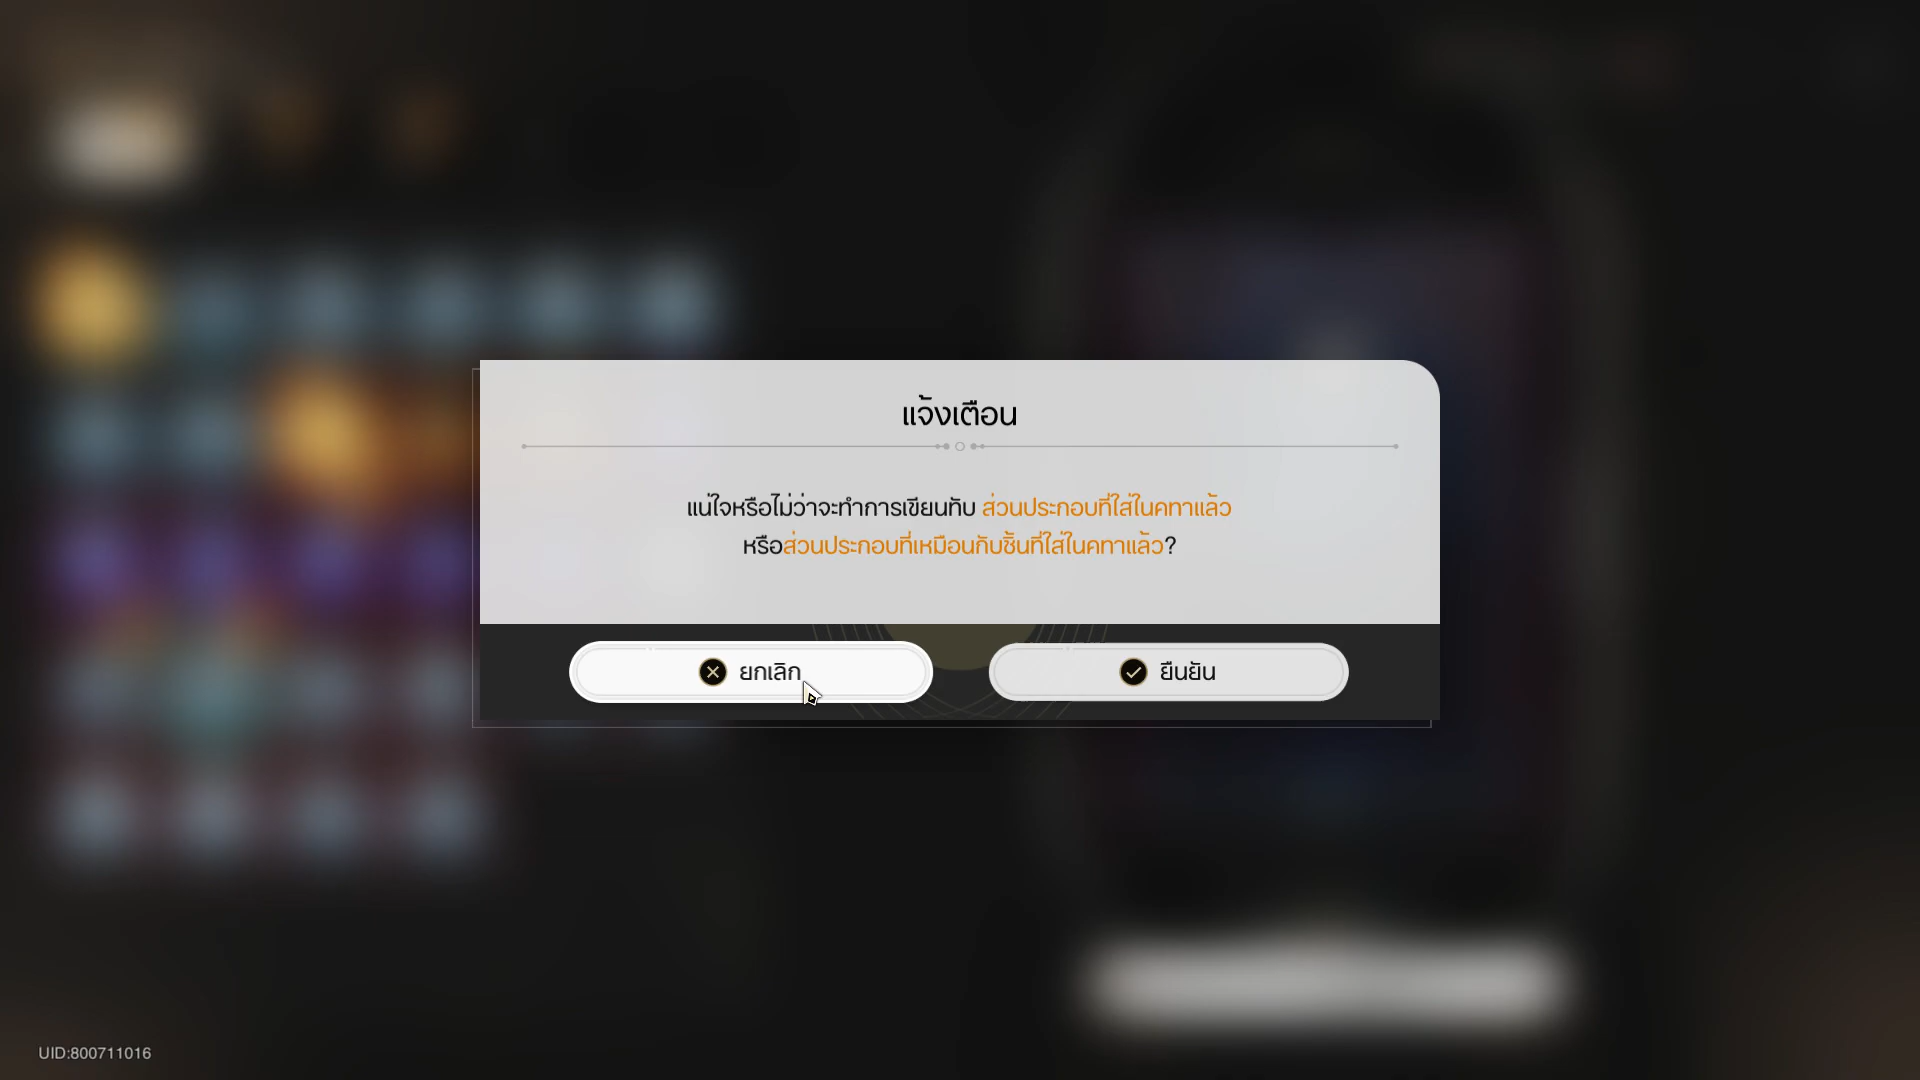 แจ้งเตือน
แน่ใจหรือไม่ว่าจะทำการเขียนทับ ส่วนประกอบที่ใส่ในคทาแล้ว
หรือส่วนประกอบที่เหมือนกับชิ้นที่ใส่ในคทาแล้ว?
ยกเลิก
ยืนยัน
UID:800711016